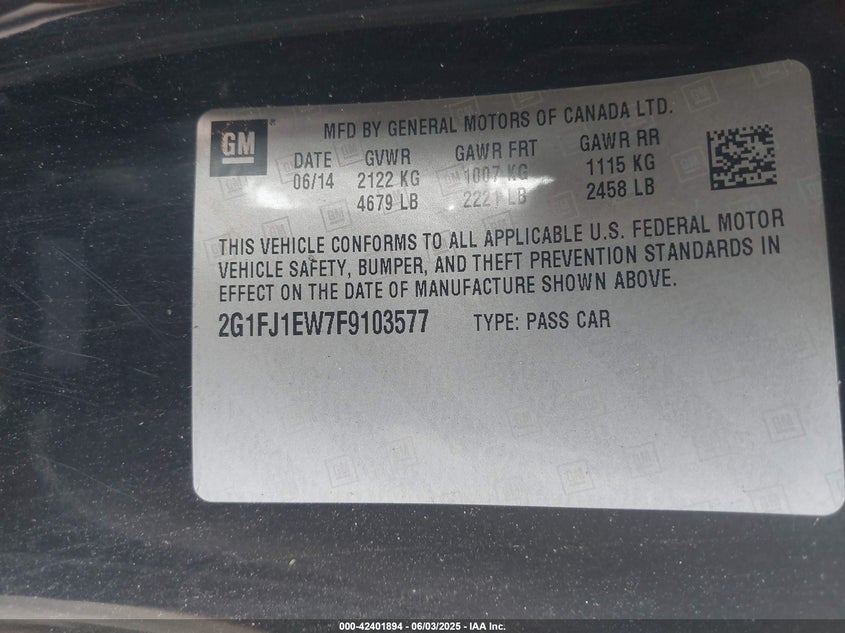 GM ®
MFD BY GENERAL MOTORS OF CANADA LTD.
DATE GVWR GAWR FRT GAWR RR
06/14 2122 KG 1007 KG 1115 KG
4679 LB 2221 LB 2458 LB
THIS VEHICLE CONFORMS TO ALL APPLICABLE U.S. FEDERAL MOTOR
VEHICLE SAFETY, BUMPER, AND THEFT PREVENTION STANDARDS IN
EFFECT ON THE DATE OF MANUFACTURE SHOWN ABOVE.
2G1FJ1EW7F9103577 TYPE: PASS CAR
000-42401894 - 06/03/2025 - IAA Inc.